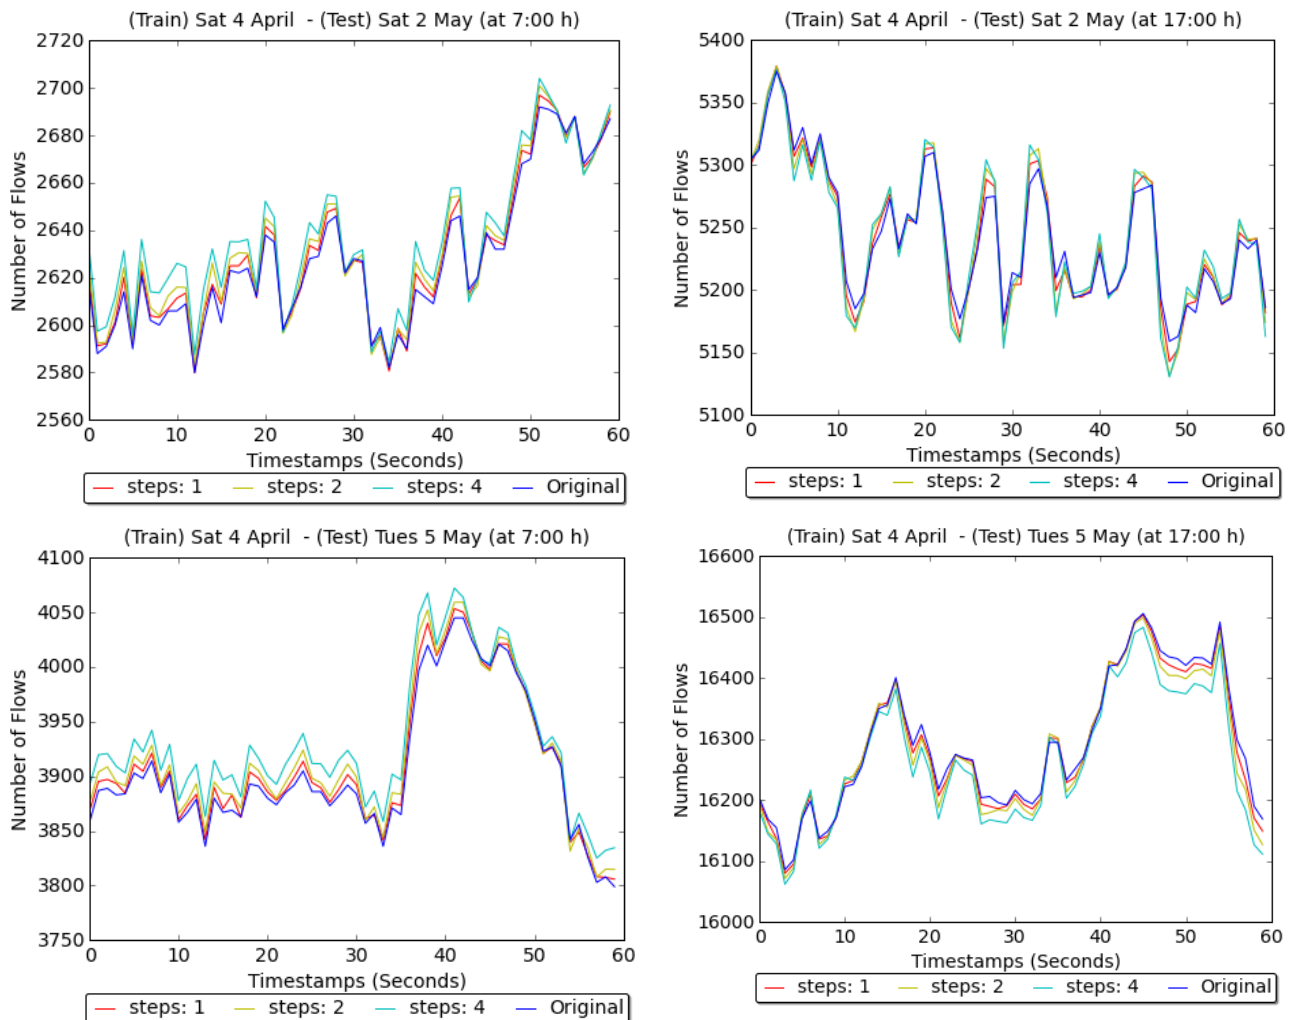 (Train) Sat 4 April - (Test) Sat 2 May (at 7:00 h)
2720
2700
2680
2660
2640
2620
2600
2580
2560
Number of Flows
0 10 20 30 40 50 60
Timestamps (Seconds)
steps: 1 steps: 2 steps: 4 Original
(Train) Sat 4 April - (Test) Sat 2 May (at 17:00 h)
5400
5350
5300
5250
5200
5150
5100
Number of Flows
0 10 20 30 40 50 60
Timestamps (Seconds)
steps: 1 steps: 2 steps: 4 Original
(Train) Sat 4 April - (Test) Tues 5 May (at 7:00 h)
4100
4050
4000
3950
3900
3850
3800
3750
Number of Flows
0 10 20 30 40 50 60
Timestamps (Seconds)
steps: 1 steps: 2 steps: 4 Original
(Train) Sat 4 April - (Test) Tues 5 May (at 17:00 h)
16600
16500
16400
16300
16200
16100
16000
Number of Flows
0 10 20 30 40 50 60
Timestamps (Seconds)
steps: 1 steps: 2 steps: 4 Original